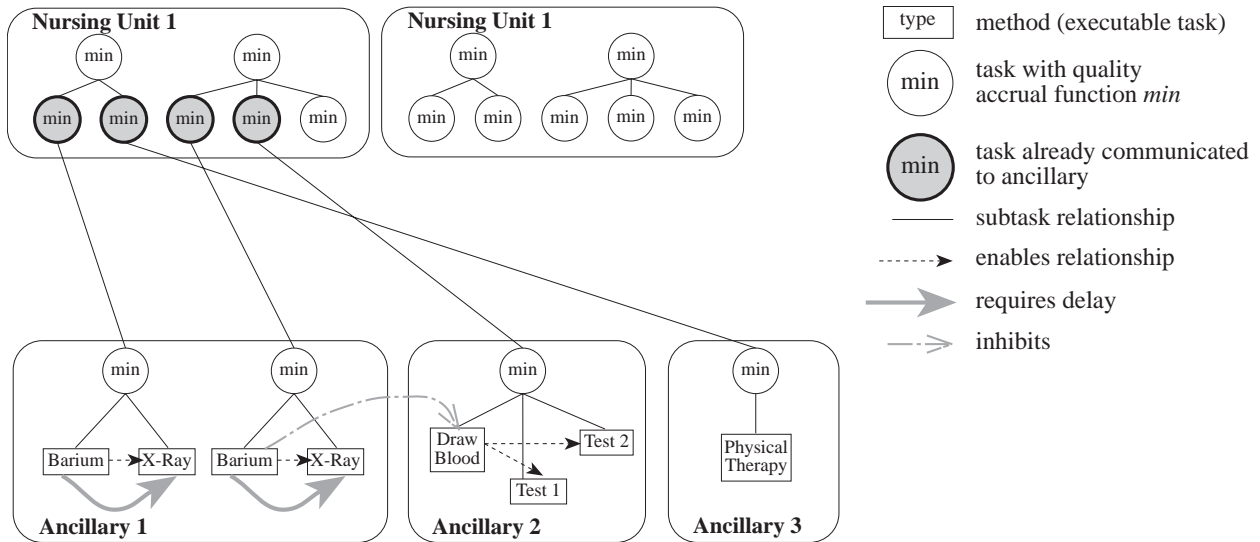 Nursing Unit 1
min
min
min
min
min
min
min
Nursing Unit 1
min
min
min
min
min
min
min
type
method (executable task)
min
task with quality
accrual function min
min
task already communicated
to ancillary
subtask relationship
enables relationship
requires delay
inhibits
min
min
Barium
X-Ray
Barium
X-Ray
Ancillary 1
min
Draw
Blood
Test 2
Test 1
Ancillary 2
min
Physical
Therapy
Ancillary 3